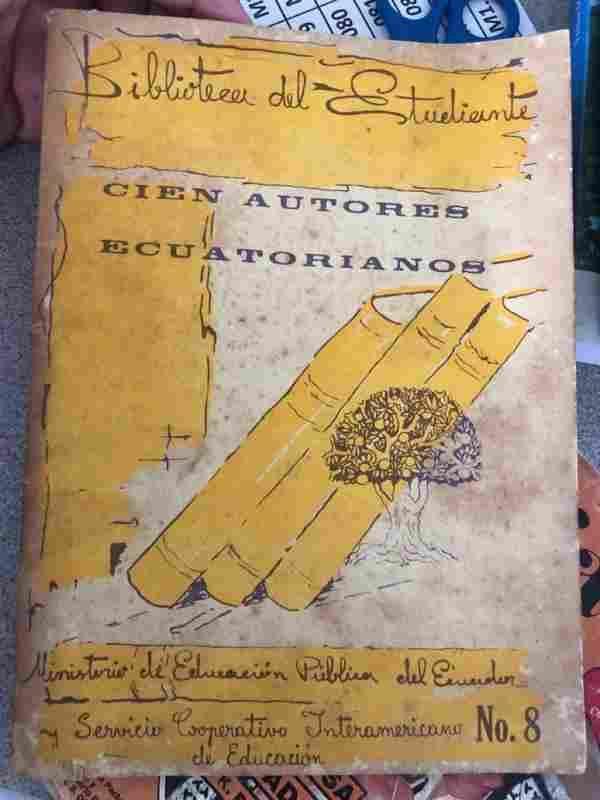 Biblioteca del Estudiante
CIEN AUTORES
ECUATORIANOS
Ministerio de Educación Pública del Ecuador
y Servicio Cooperativo Interamericano No. 8
de Educación